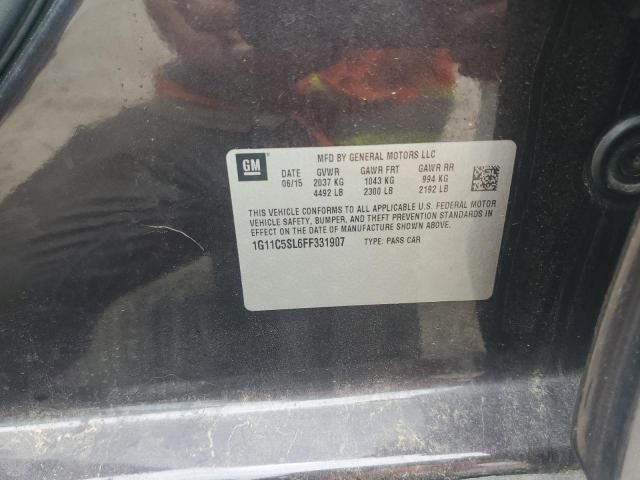 GM
MFD BY GENERAL MOTORS LLC
DATE GVWR GAWR FRT GAWR RR
06/15 2037 KG 1043 KG 994 KG
4492 LB 2300 LB 2192 LB
THIS VEHICLE CONFORMS TO ALL APPLICABLE U.S. FEDERAL MOTOR
VEHICLE SAFETY, BUMPER, AND THEFT PREVENTION STANDARDS IN
EFFECT ON THE DATE OF MANUFACTURE SHOWN ABOVE.
1G11C5SL6FF331907 TYPE: PARS CAR